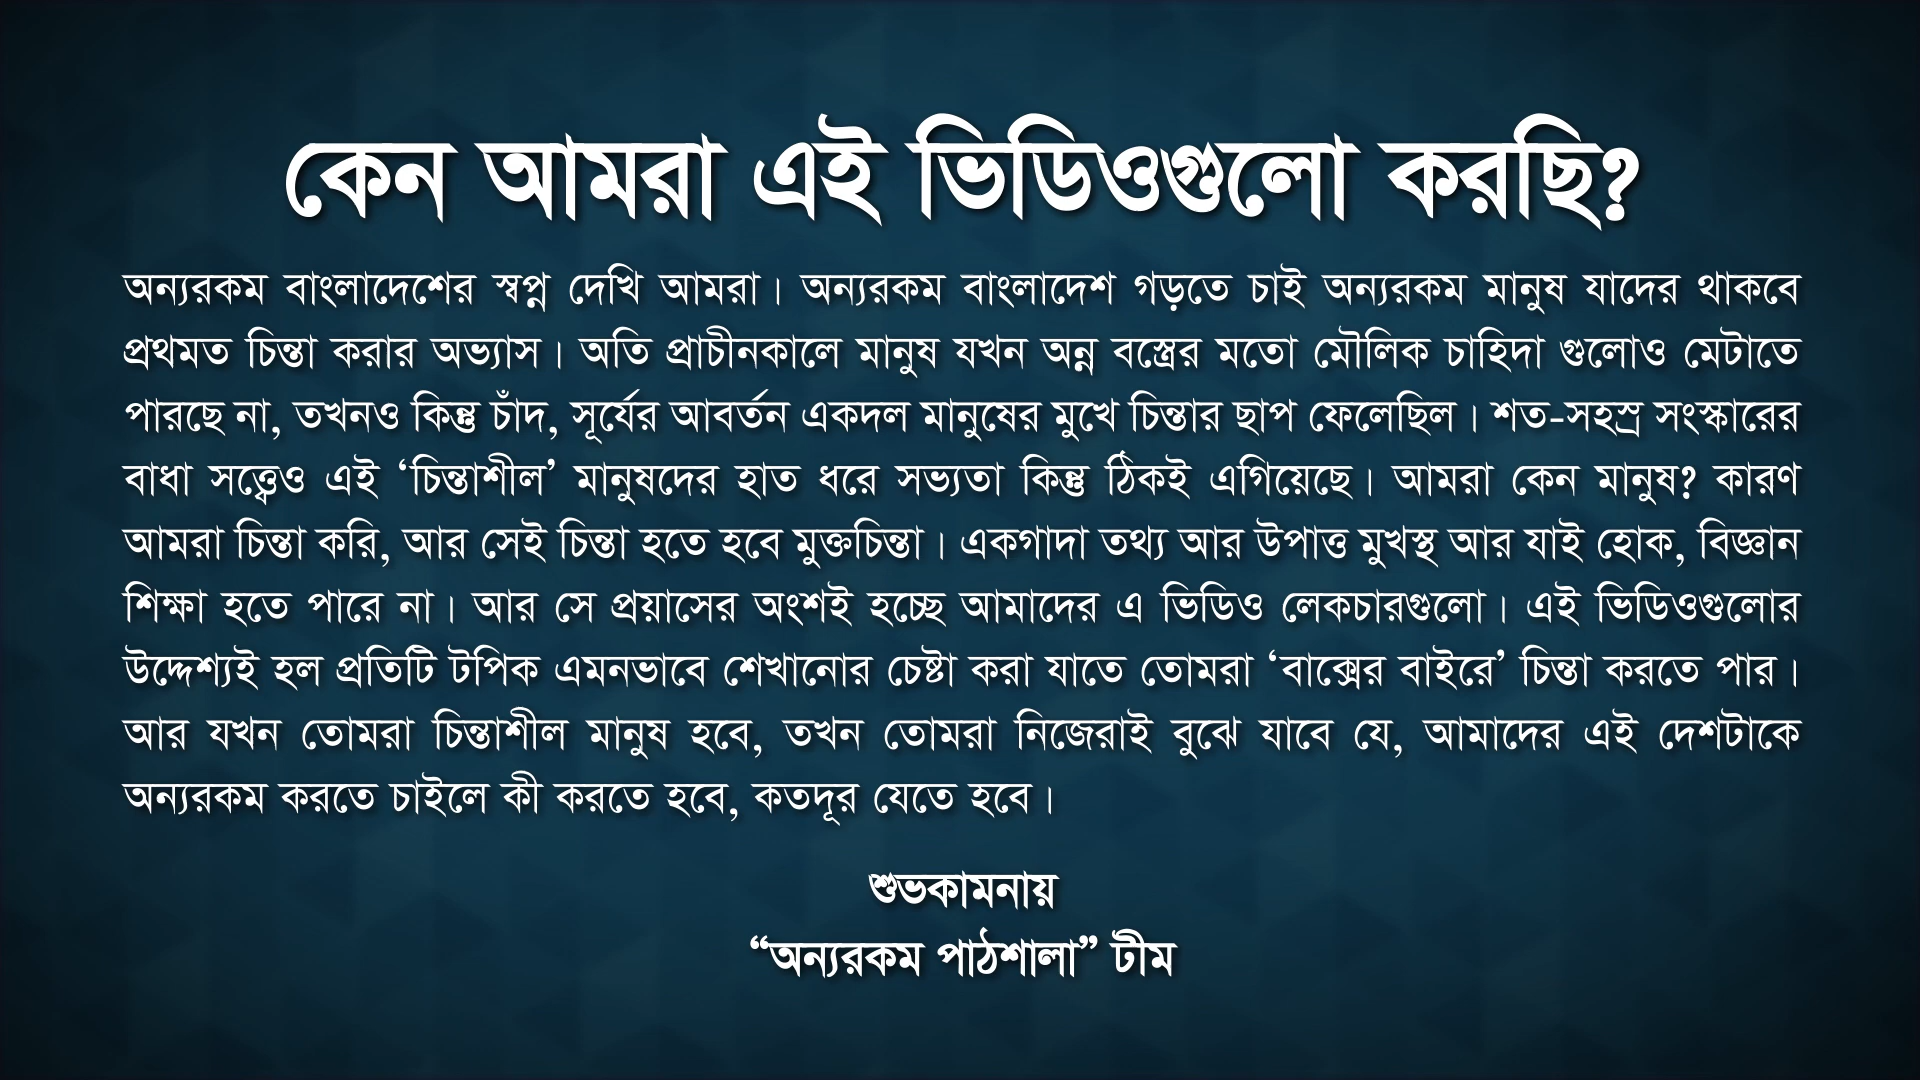 কেন আমরা এই ভিডিওগুলো করছি?
অন্যরকম বাংলাদেশের স্বপ্ন দেখি আমরা। অন্যরকম বাংলাদেশ গড়তে চাই অন্যরকম মানুষ যাদের থাকবে
প্রথমত চিন্তা করার অভ্যাস। অতি প্রাচীনকালে মানুষ যখন অন্ন বস্ত্রের মতো মৌলিক চাহিদা গুলোও মেটাতে
পারছে না, তখনও কিন্তু চাঁদ, সূর্যের আবর্তন একদল মানুষের মুখে চিন্তার ছাপ ফেলেছিল। শত-সহস্র সংস্কারের
বাধা সত্ত্বেও এই ‘চিন্তাশীল’ মানুষদের হাত ধরে সভ্যতা কিন্তু ঠিকই এগিয়েছে। আমরা কেন মানুষ? কারণ
আমরা চিন্তা করি, আর সেই চিন্তা হতে হবে মুক্তচিন্তা। একগাদা তথ্য আর উপাত্ত মুখস্থ আর যাই হোক, বিজ্ঞান
শিক্ষা হতে পারে না। আর সে প্রয়াসের অংশই হচ্ছে আমাদের এ ভিডিও লেকচারগুলো। এই ভিডিওগুলোর
উদ্দেশ্যই হল প্রতিটি টপিক এমনভাবে শেখানোর চেষ্টা করা যাতে তোমরা ‘বাক্সের বাইরে’ চিন্তা করতে পার।
আর যখন তোমরা চিন্তাশীল মানুষ হবে, তখন তোমরা নিজেরাই বুঝে যাবে যে, আমাদের এই দেশটাকে
অন্যরকম করতে চাইলে কী করতে হবে, কতদূর যেতে হবে।
শুভকামনায়
“অন্যরকম পাঠশালা” টীম